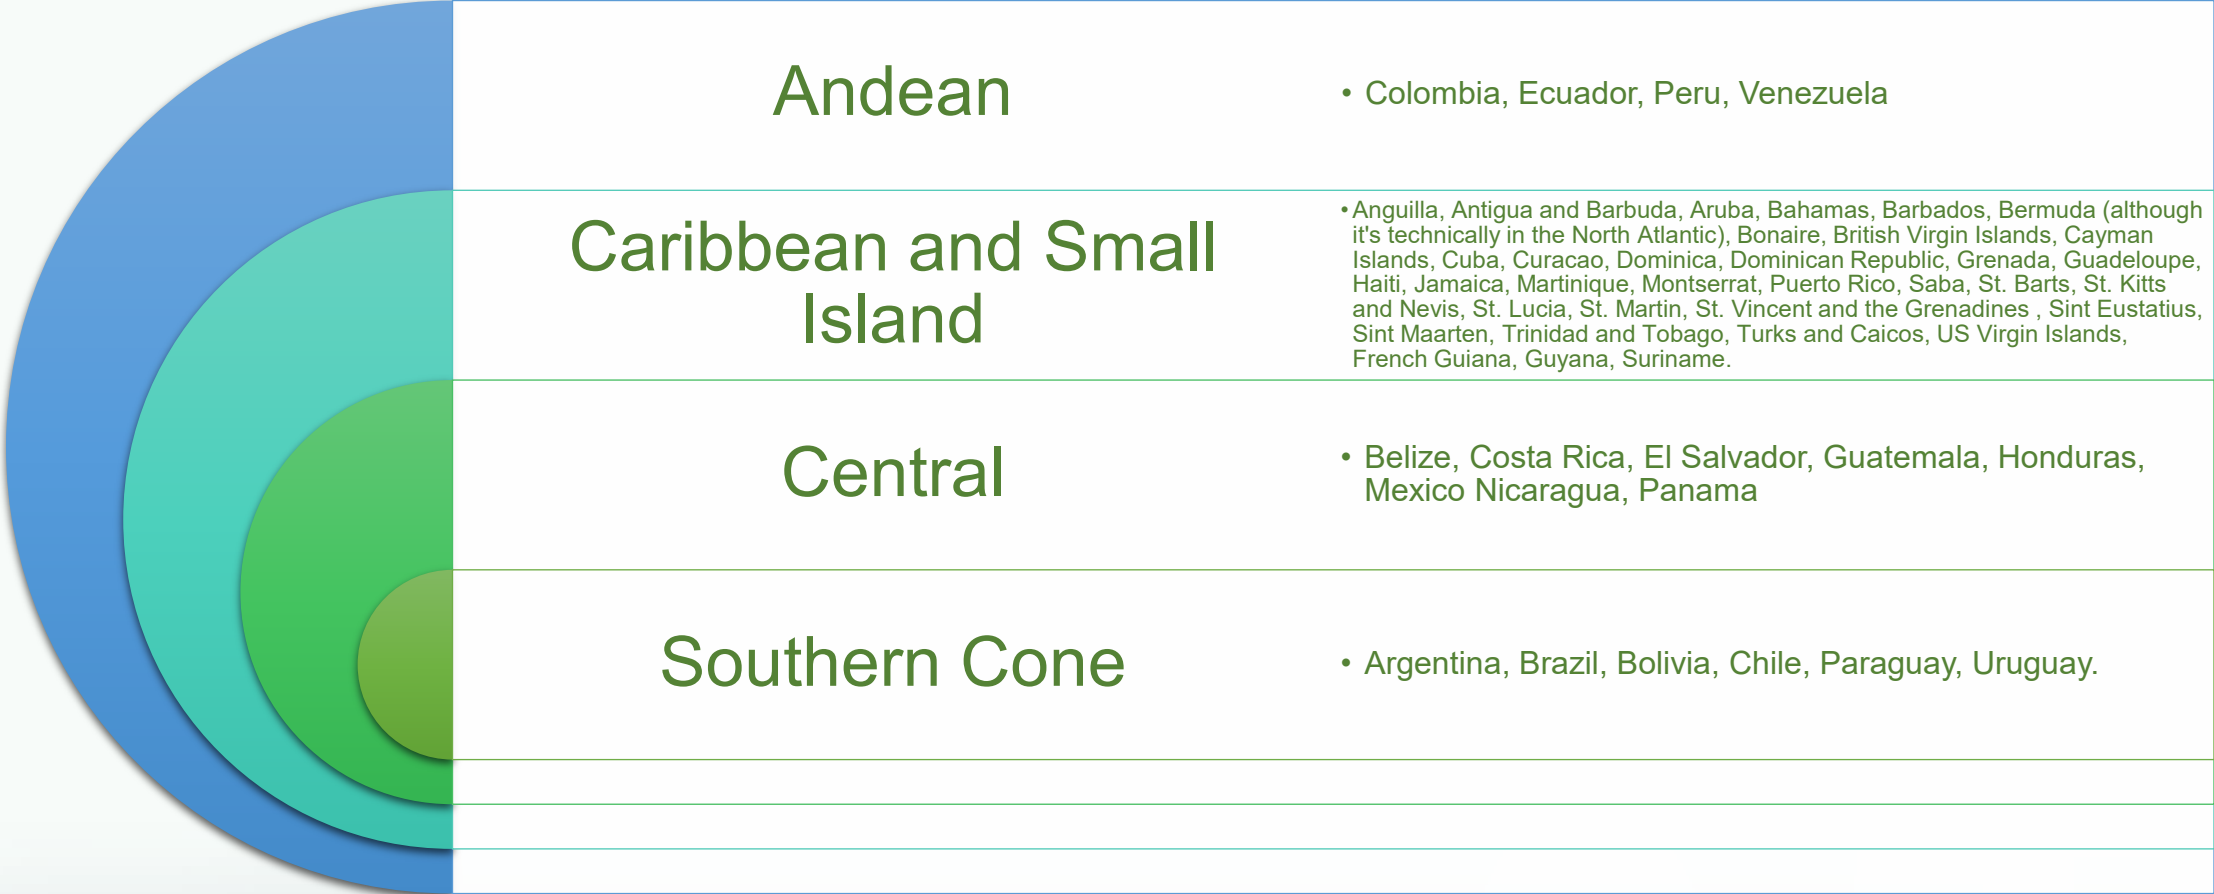 Andean
• Colombia, Ecuador, Peru, Venezuela
Caribbean and Small
Island
• Anguilla, Antigua and Barbuda, Aruba, Bahamas, Barbados, Bermuda (although
it's technically in the North Atlantic), Bonaire, British Virgin Islands, Cayman
Islands, Cuba, Curacao, Dominica, Dominican Republic, Grenada, Guadeloupe,
Haiti, Jamaica, Martinique, Montserrat, Puerto Rico, Saba, St. Barts, St. Kitts
and Nevis, St. Lucia, St. Martin, St. Vincent and the Grenadines , Sint Eustatius,
Sint Maarten, Trinidad and Tobago, Turks and Caicos, US Virgin Islands,
French Guiana, Guyana, Suriname.
Central
• Belize, Costa Rica, El Salvador, Guatemala, Honduras,
Mexico Nicaragua, Panama
Southern Cone
• Argentina, Brazil, Bolivia, Chile, Paraguay, Uruguay.